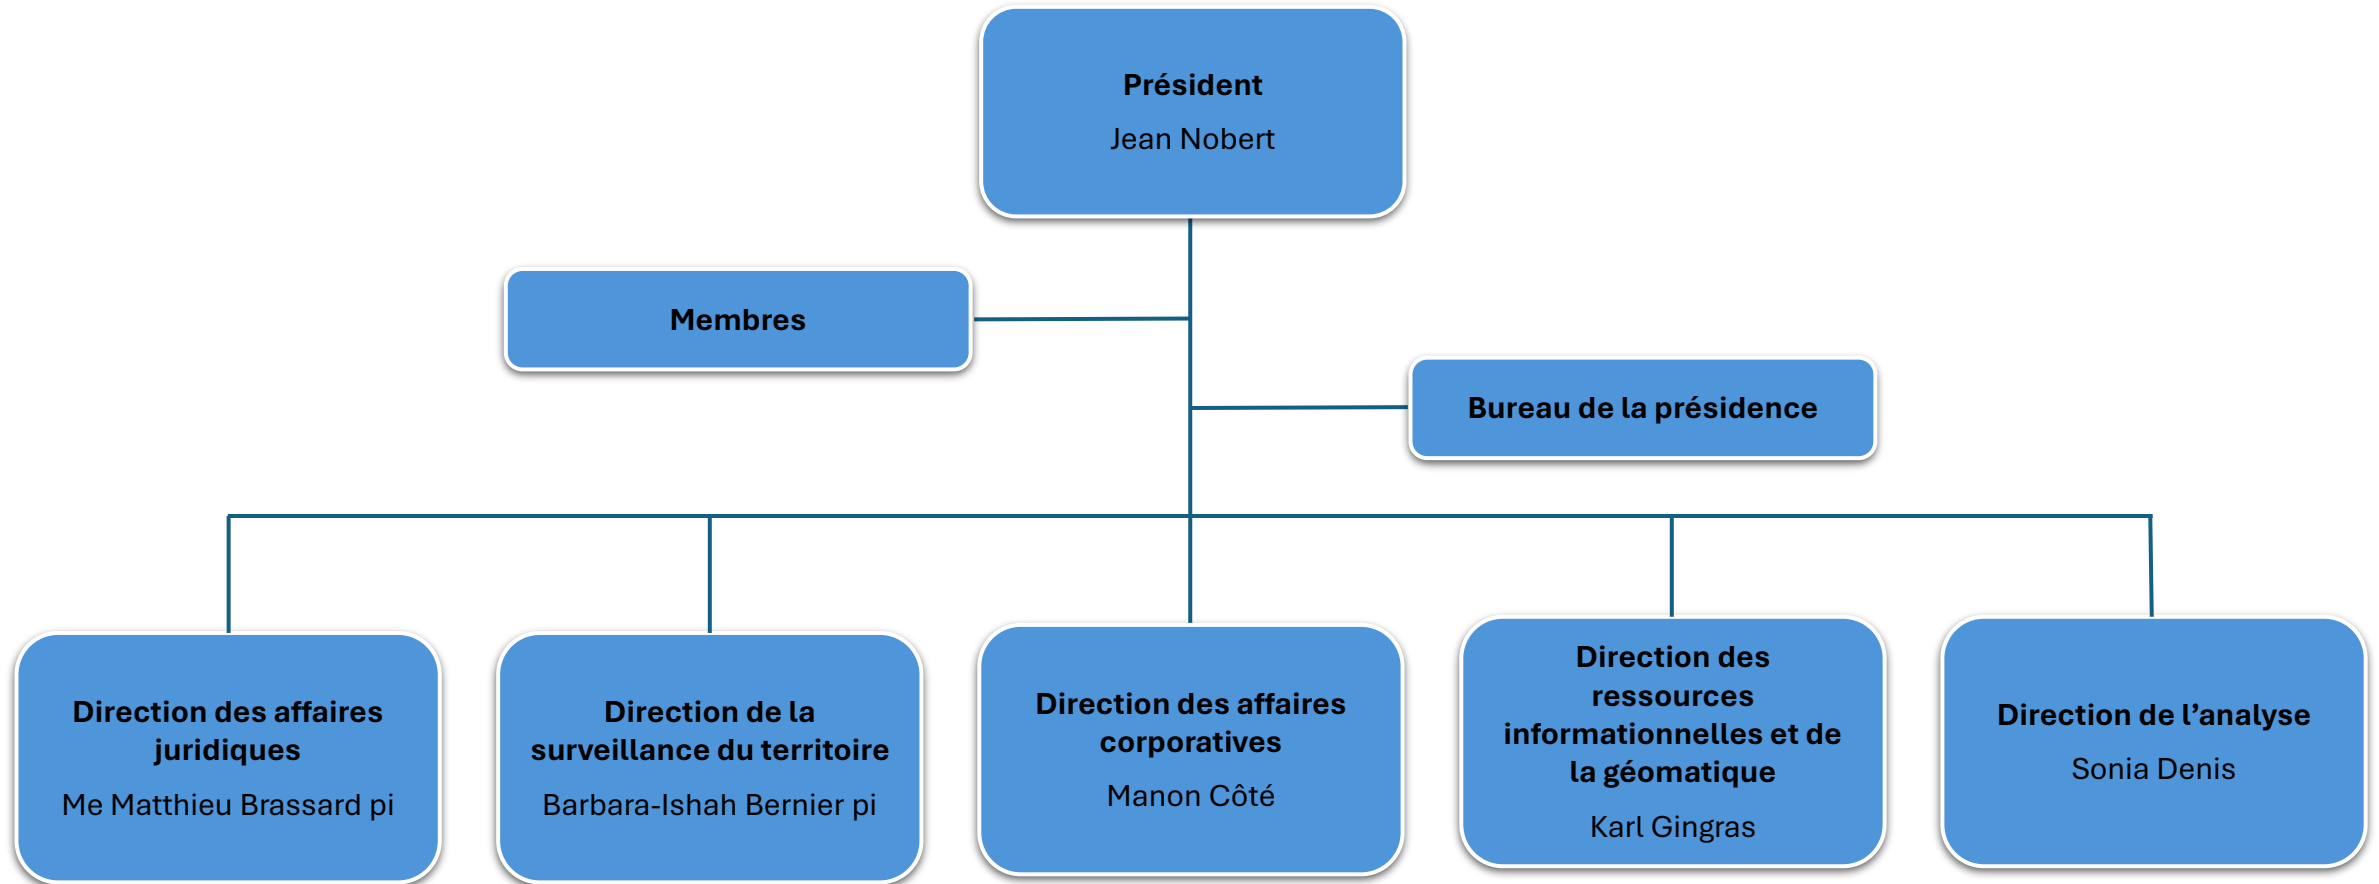 Président
Jean Nobert
Membres
Bureau de la présidence
Direction des affaires
juridiques
Me Matthieu Brassard pi
Direction de la
surveillance du territoire
Barbara-Ishah Bernier pi
Direction des affaires
corporatives
Manon Côté
Direction des
ressources
informationnelles et de
la géomatique
Karl Gingras
Direction de l’analyse
Sonia Denis